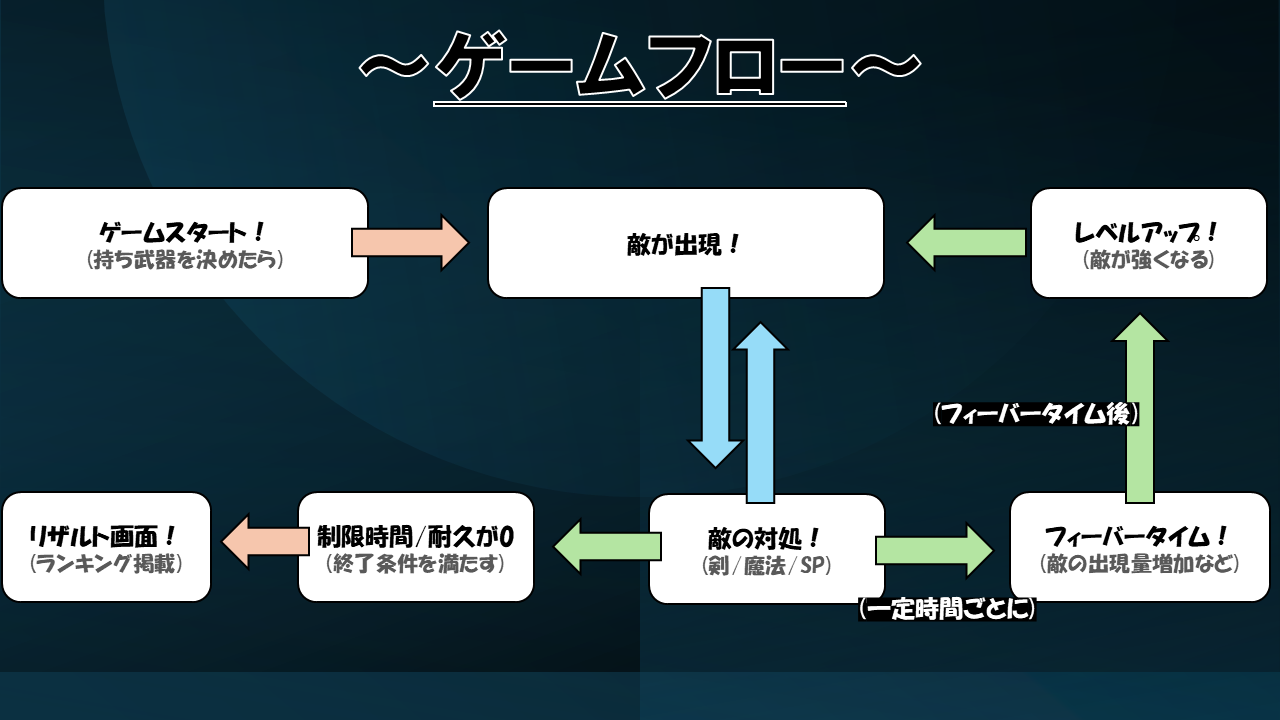 ～ゲームフロー～
ゲームスタート！
(持ち武器を決めたら)
敵が出現！
レベルアップ！
(敵が強くなる)
(フィーバータイム後)
リザルト画面！
(ランキング掲載)
制限時間/耐久が0
(終了条件を満たす)
敵の対処！
(剣/魔法/SP)
フィーバータイム！
(敵の出現量増加など)
(一定時間ごとに)